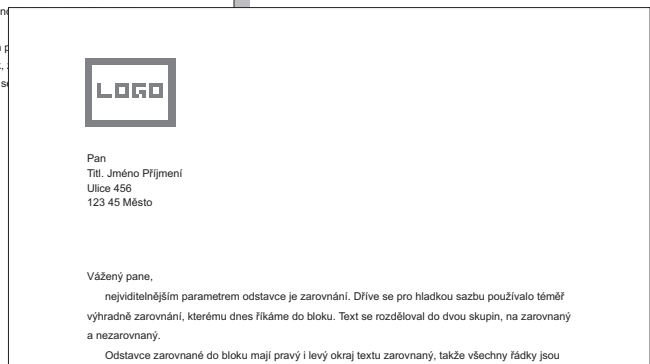 LOGO
Pan
Titl. Jméno Příjmení
Ulice 456
123 45 Město
Vážený pane,
nejviditelnějším parametrem odstavce je zarovnání. Dříve se pro hladkou sazbu používalo téměř
výhradně zarovnání, kterému dnes říkáme do bloku. Text se rozděloval do dvou skupin, na zarovnaný
a nezarovnaný.
Odstavce zarovnané do bloku mají pravý i levý okraj textu zarovnaný, takže všechny řádky jsou